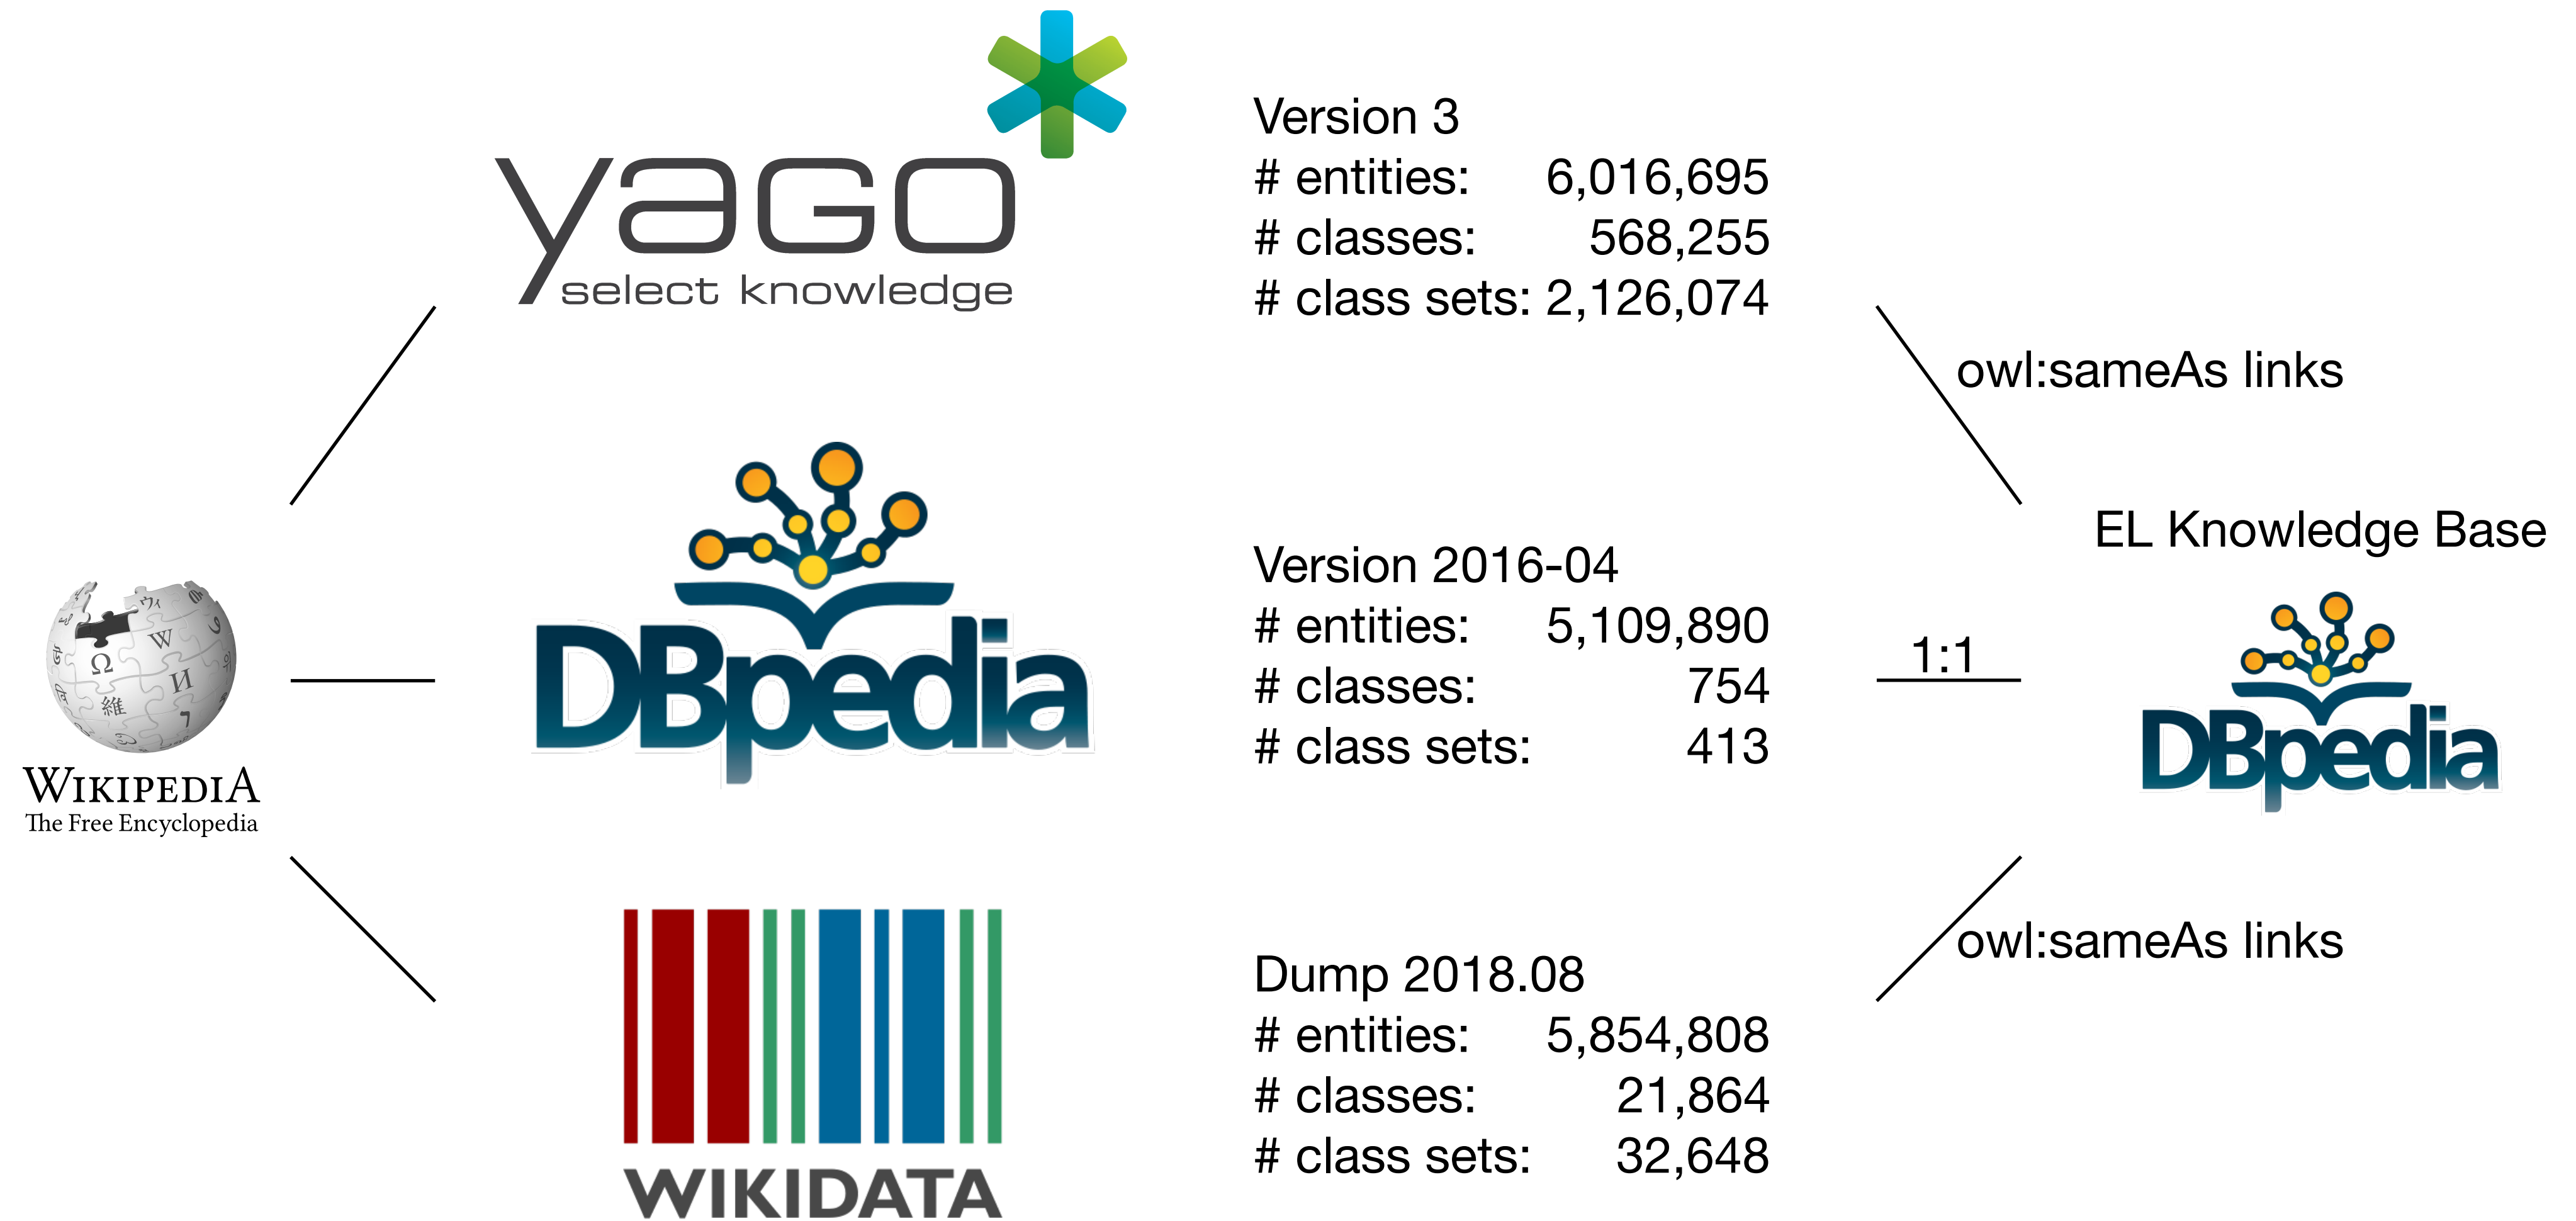 yago
select knowledge
Version 3
# entities: 6,016,695
# classes: 568,255
# class sets: 2,126,074
owl:sameAs links
Ω
W
И
維
ウィ
WIKIPEDIA
The Free Encyclopedia
DBpedia
Version 2016-04
# entities: 5,109,890
# classes: 754
# class sets: 413
1:1
EL Knowledge Base
DBpedia
WIKIDATA
Dump 2018.08
# entities: 5,854,808
# classes: 21,864
# class sets: 32,648
owl:sameAs links